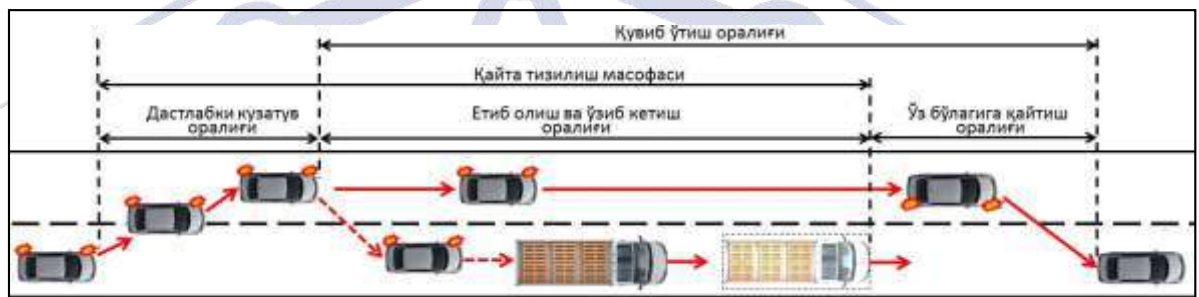 Қувиб ўтиш оралиғи
Қайта тизилиш масофаси
Дастлабки кузатув
оралиғи
Етиб олиш ва ўзиб кетиш
оралиғи
Ўз бўлагига қайтиш
оралиғи